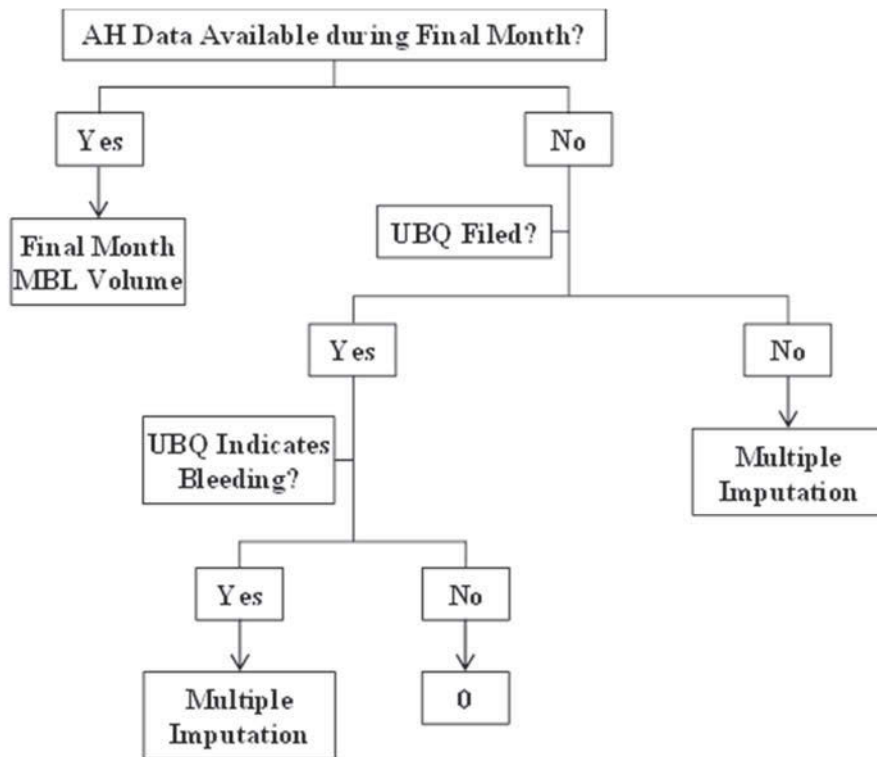 AH Data Available during Final Month?
Yes
No
Final Month
MBL Volume
UBQ Filed?
Yes
No
UBQ Indicates
Bleeding?
Multiple
Imputation
Yes
No
Multiple
Imputation
0